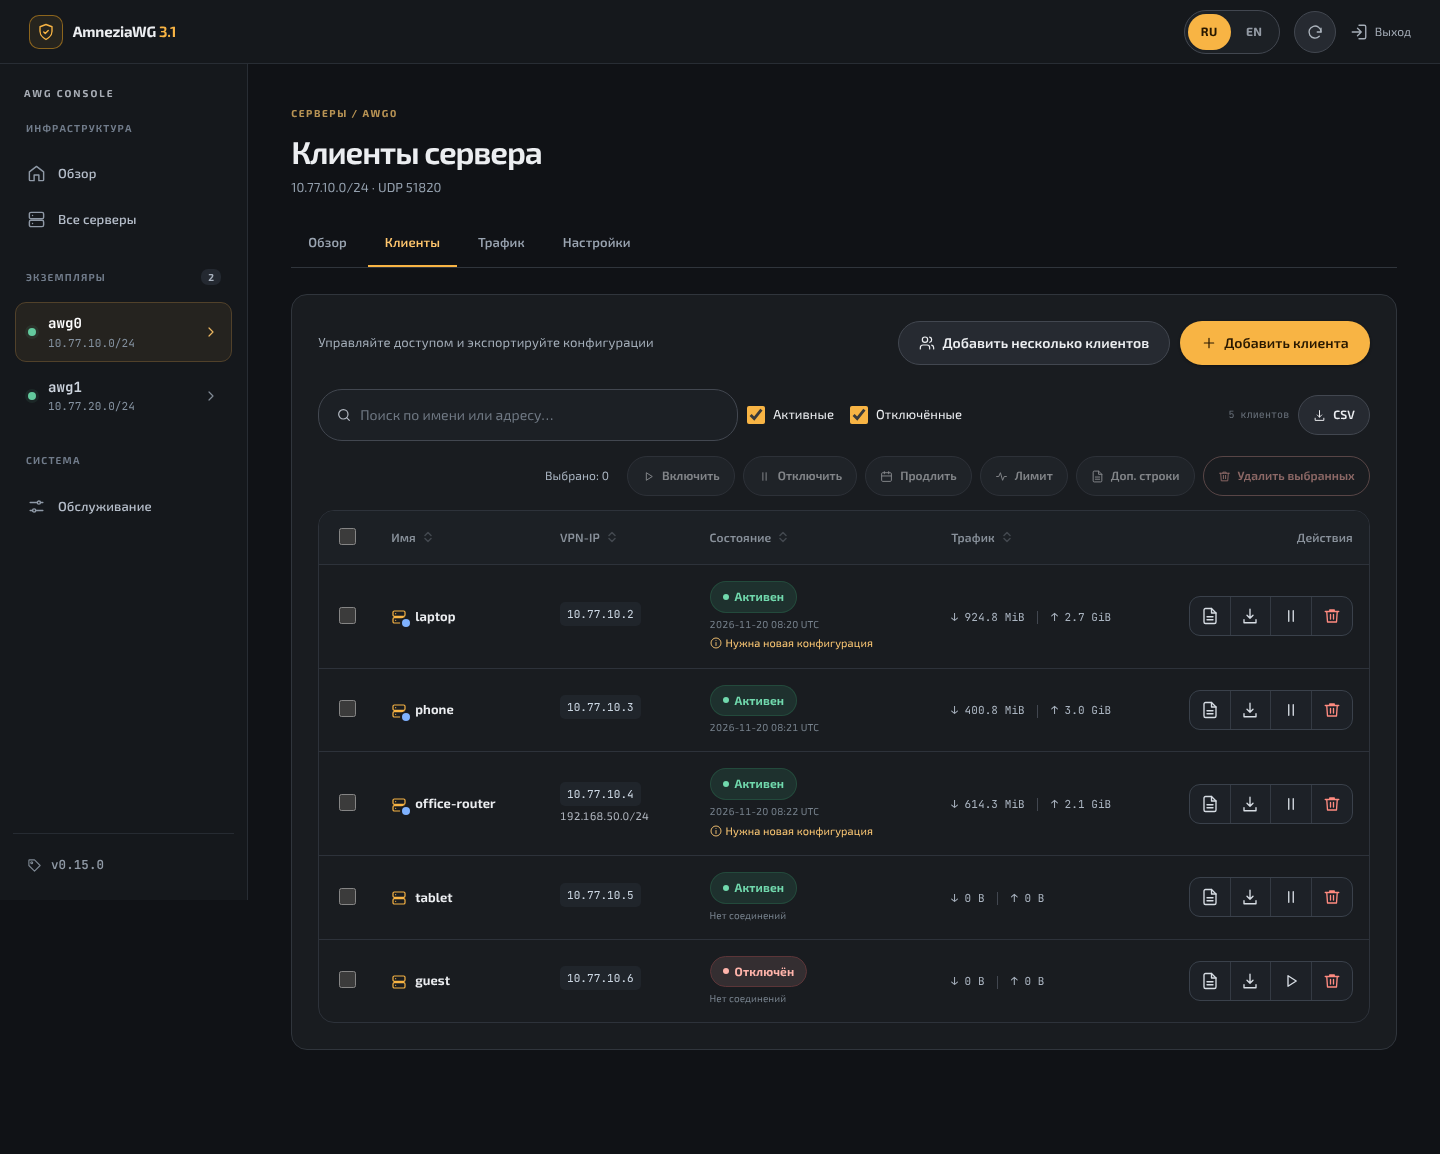 AmneziaWG 3.1
RU EN Выход
AWG CONSOLE
ИНФРАСТРУКТУРА
Обзор
Все серверы
ЭКЗЕМПЛЯРЫ 2
awg0
10.77.10.0/24
awg1
10.77.20.0/24
СИСТЕМА
Обслуживание
v0.15.0
СЕРВЕРЫ / AWG0
Клиенты сервера
10.77.10.0/24 · UDP 51820
Обзор Клиенты Трафик Настройки
Управляйте доступом и экспортируйте конфигурации
Добавить несколько клиентов
Добавить клиента
Поиск по имени или адресу…
Активные Отключённые
5 клиентов CSV
Выбрано: 0 Включить Отключить Продлить Лимит Доп. строки Удалить выбранных
Имя VPN-IP Состояние Трафик Действия
laptop 10.77.10.2 Активен ↓ 924.8 MiB ↑ 2.7 GiB
2026-11-20 08:20 UTC
Нужна новая конфигурация
phone 10.77.10.3 Активен ↓ 400.8 MiB ↑ 3.0 GiB
2026-11-20 08:21 UTC
office-router 10.77.10.4 Активен ↓ 614.3 MiB ↑ 2.1 GiB
192.168.50.0/24 2026-11-20 08:22 UTC
Нужна новая конфигурация
tablet 10.77.10.5 Активен ↓ 0 B ↑ 0 B
Нет соединений
guest 10.77.10.6 Отключён ↓ 0 B ↑ 0 B
Нет соединений